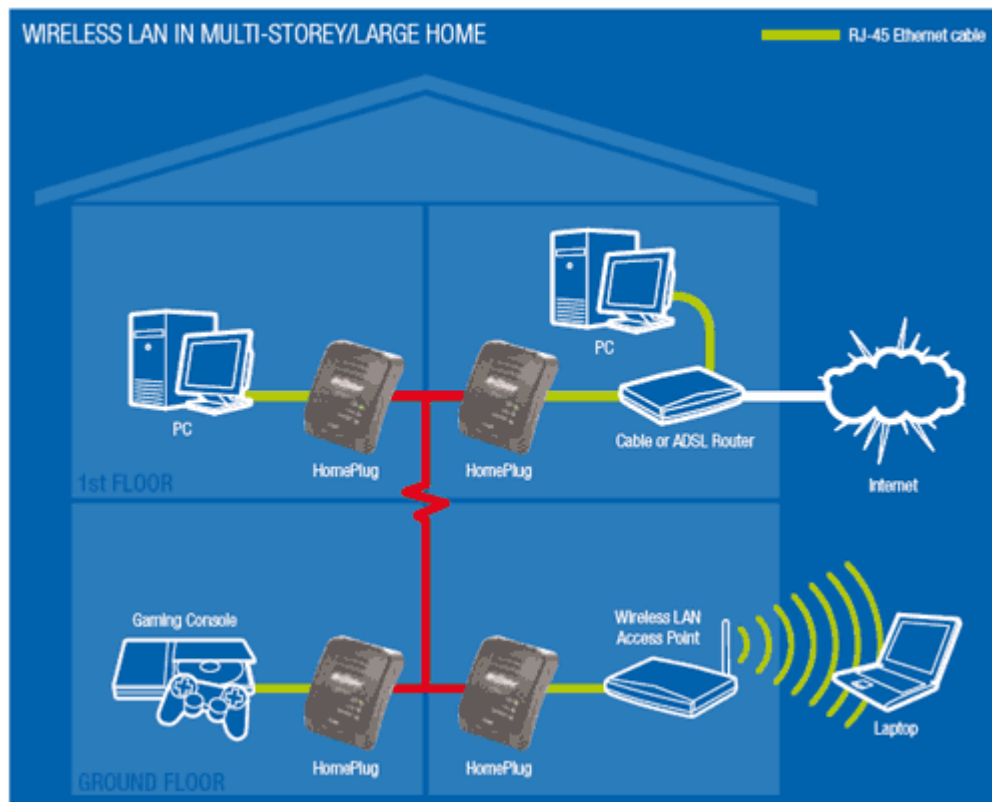 WIRELESS LAN IN MULTI-STOREY/LARGE HOME
RJ-45 Ethernet cable
PC
PC
HomePlug
HomePlug
Cable or ADSL Router
Internet
1st FLOOR
Gaming Console
Wireless LAN
Access Point
HomePlug
HomePlug
Laptop
GROUND FLOOR